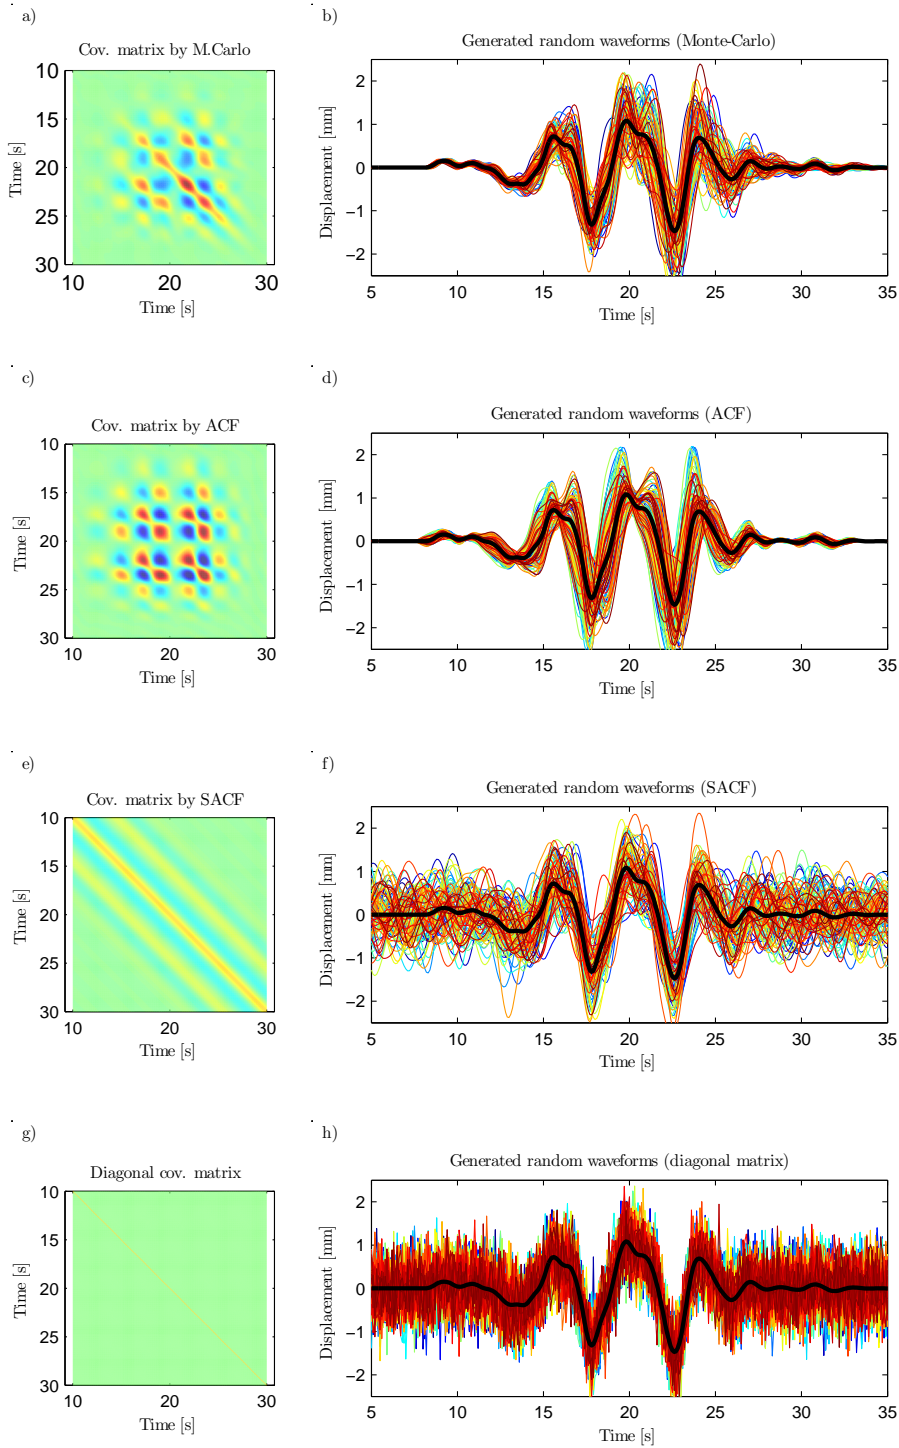 a)
Cov. matrix by M.Carlo
10
15
20
25
30
Time [s]
10 20 30
Time [s]
b)
Generated random waveforms (Monte-Carlo)
2
1
0
−1
−2
Displacement [mm]
5 10 15 20 25 30 35
Time [s]
c)
Cov. matrix by ACF
10
15
20
25
30
Time [s]
10 20 30
Time [s]
d)
Generated random waveforms (ACF)
2
1
0
−1
−2
Displacement [mm]
5 10 15 20 25 30 35
Time [s]
e)
Cov. matrix by SACF
10
15
20
25
30
Time [s]
10 20 30
Time [s]
f)
Generated random waveforms (SACF)
2
1
0
−1
−2
Displacement [mm]
5 10 15 20 25 30 35
Time [s]
g)
Diagonal cov. matrix
10
15
20
25
30
Time [s]
10 20 30
Time [s]
h)
Generated random waveforms (diagonal matrix)
2
1
0
−1
−2
Displacement [mm]
5 10 15 20 25 30 35
Time [s]